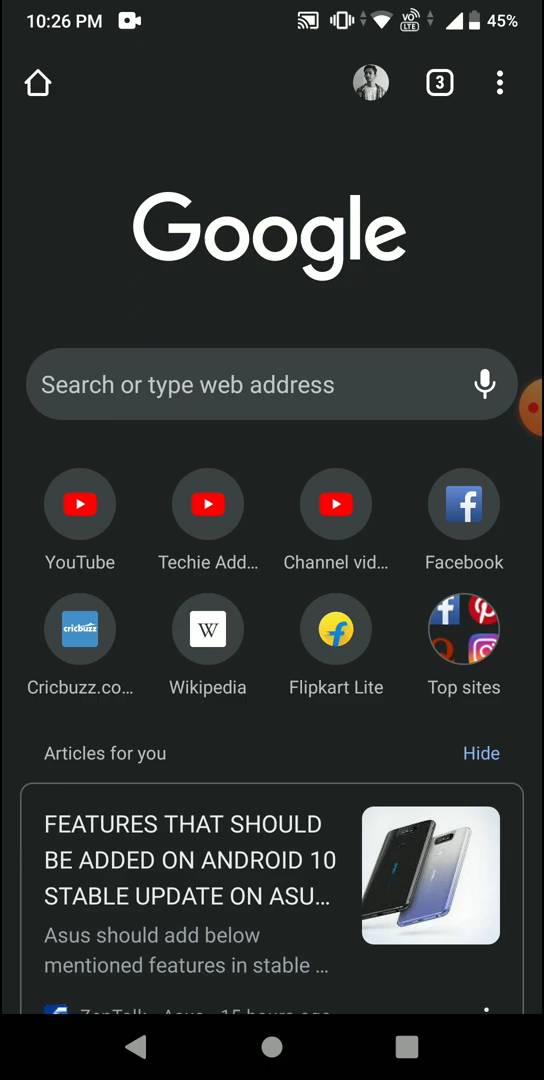 10:26 PM VO LTE 45%
3
Google
Search or type web address
YouTube Techie Add... Channel vid... Facebook
cricbuzz W
Cricbuzz.co... Wikipedia Flipkart Lite Top sites
Articles for you Hide
FEATURES THAT SHOULD
BE ADDED ON ANDROID 10
STABLE UPDATE ON ASU...
Asus should add below
mentioned features in stable ...